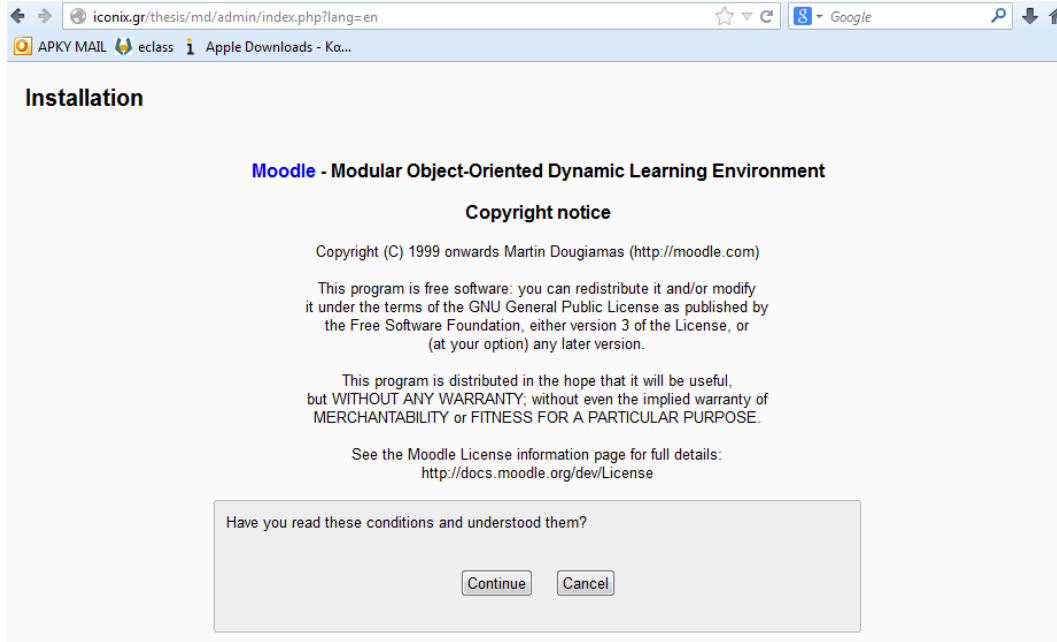 iconix.gr/thesis/md/admin/index.php?lang=en
Google
APKY MAIL eclass Apple Downloads - Κα...
Installation
Moodle - Modular Object-Oriented Dynamic Learning Environment
Copyright notice
Copyright (C) 1999 onwards Martin Dougiamas (http://moodle.com)
This program is free software: you can redistribute it and/or modify
it under the terms of the GNU General Public License as published by
the Free Software Foundation, either version 3 of the License, or
(at your option) any later version.
This program is distributed in the hope that it will be useful,
but WITHOUT ANY WARRANTY; without even the implied warranty of
MERCHANTABILITY or FITNESS FOR A PARTICULAR PURPOSE.
See the Moodle License information page for full details:
http://docs.moodle.org/dev/License
Have you read these conditions and understood them?
Continue Cancel